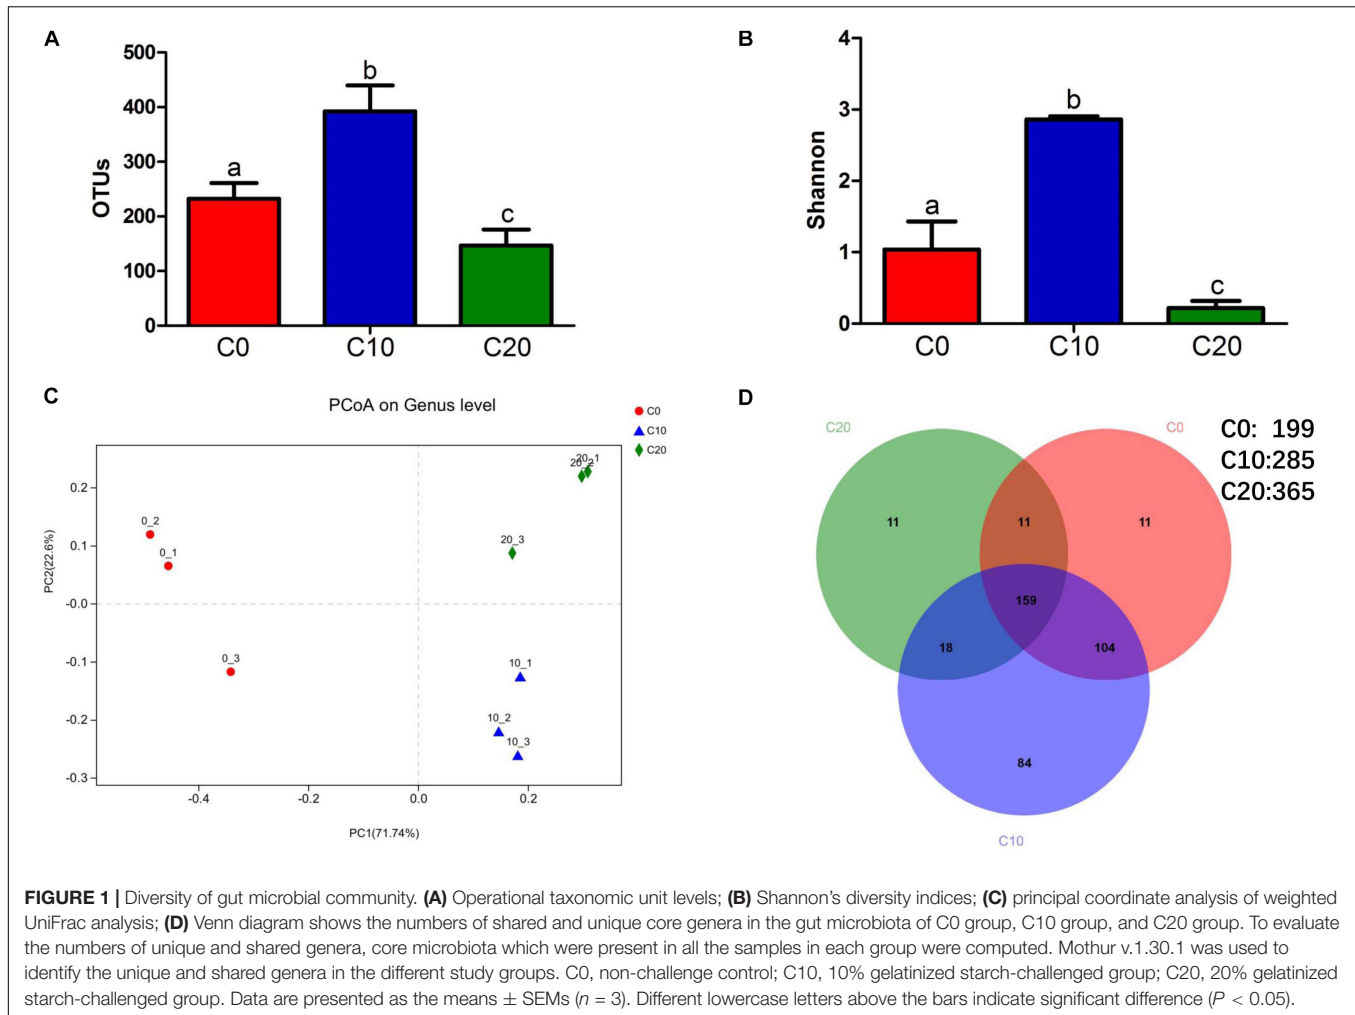 A
500
400
300
200
100
0
OTUs
a
b
c
C0
C10
C20
B
4
3
2
1
0
Shannon
a
b
c
C0
C10
C20
C
PCoA on Genus level
C0
C10
C20
0.2
0.1
-0.0
-0.1
-0.2
-0.3
PC2(22.6%)
20_1
20_2
0_2
0_1
20_3
0_3
10_1
10_2
10_3
-0.4
-0.2
0.0
0.2
PC1(71.74%)
D
C20
C0
C0: 199
C10:285
C20:365
11
11
11
159
18
104
84
C10
FIGURE 1 | Diversity of gut microbial community. (A) Operational taxonomic unit levels; (B) Shannon's diversity indices; (C) principal coordinate analysis of weighted
UniFrac analysis; (D) Venn diagram shows the numbers of shared and unique core genera in the gut microbiota of C0 group, C10 group, and C20 group. To evaluate
the numbers of unique and shared genera, core microbiota which were present in all the samples in each group were computed. Mothur v.1.30.1 was used to
identify the unique and shared genera in the different study groups. C0, non-challenge control; C10, 10% gelatinized starch-challenged group; C20, 20% gelatinized
starch-challenged group. Data are presented as the means ± SEMs (n = 3). Different lowercase letters above the bars indicate significant difference (P < 0.05).